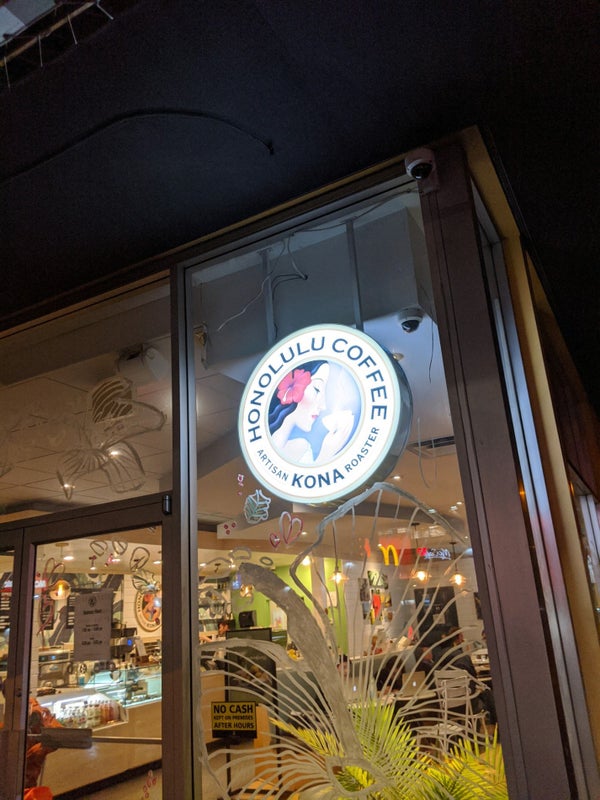 HONOLULU COFFEE
ARTISAN KONA ROASTER
NO CASH
KEPT ON PREMISES
AFTER HOURS